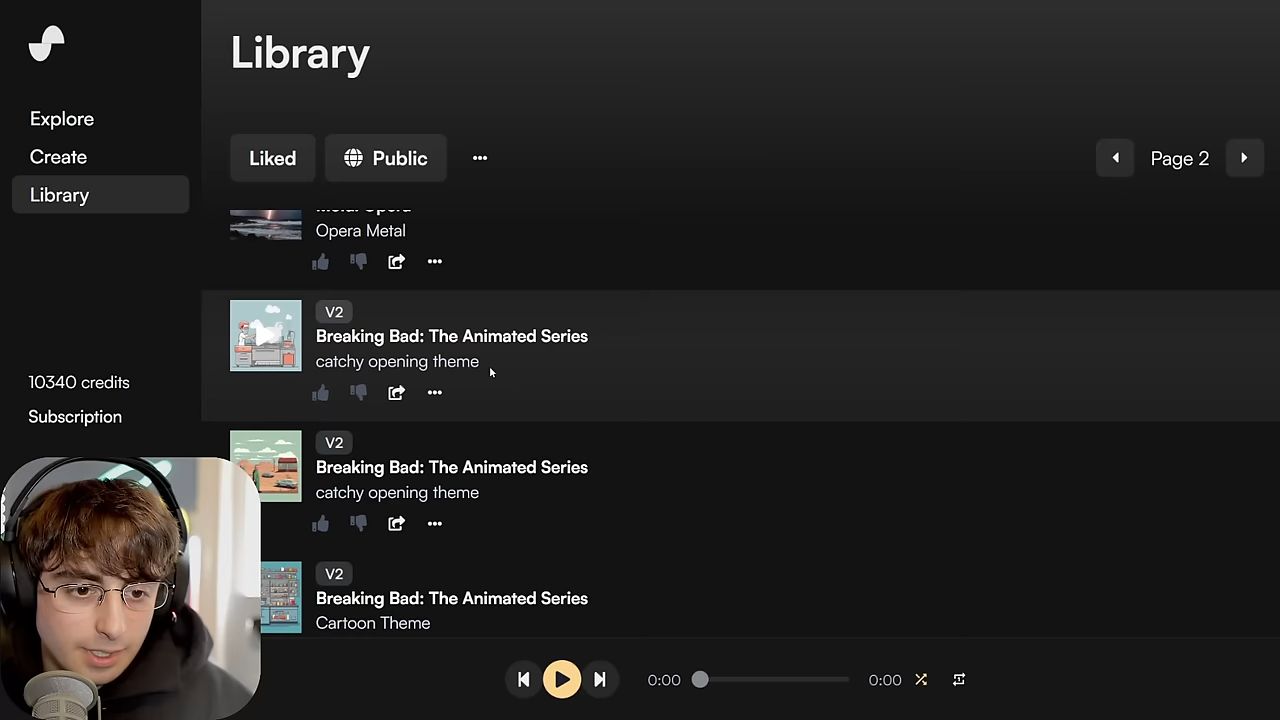 Library
Explore
Create
Library
Liked
Public
Page 2
Metal Opera
Opera Metal
V2
Breaking Bad: The Animated Series
catchy opening theme
10340 credits
Subscription
V2
Breaking Bad: The Animated Series
catchy opening theme
V2
Breaking Bad: The Animated Series
Cartoon Theme
0:00
0:00